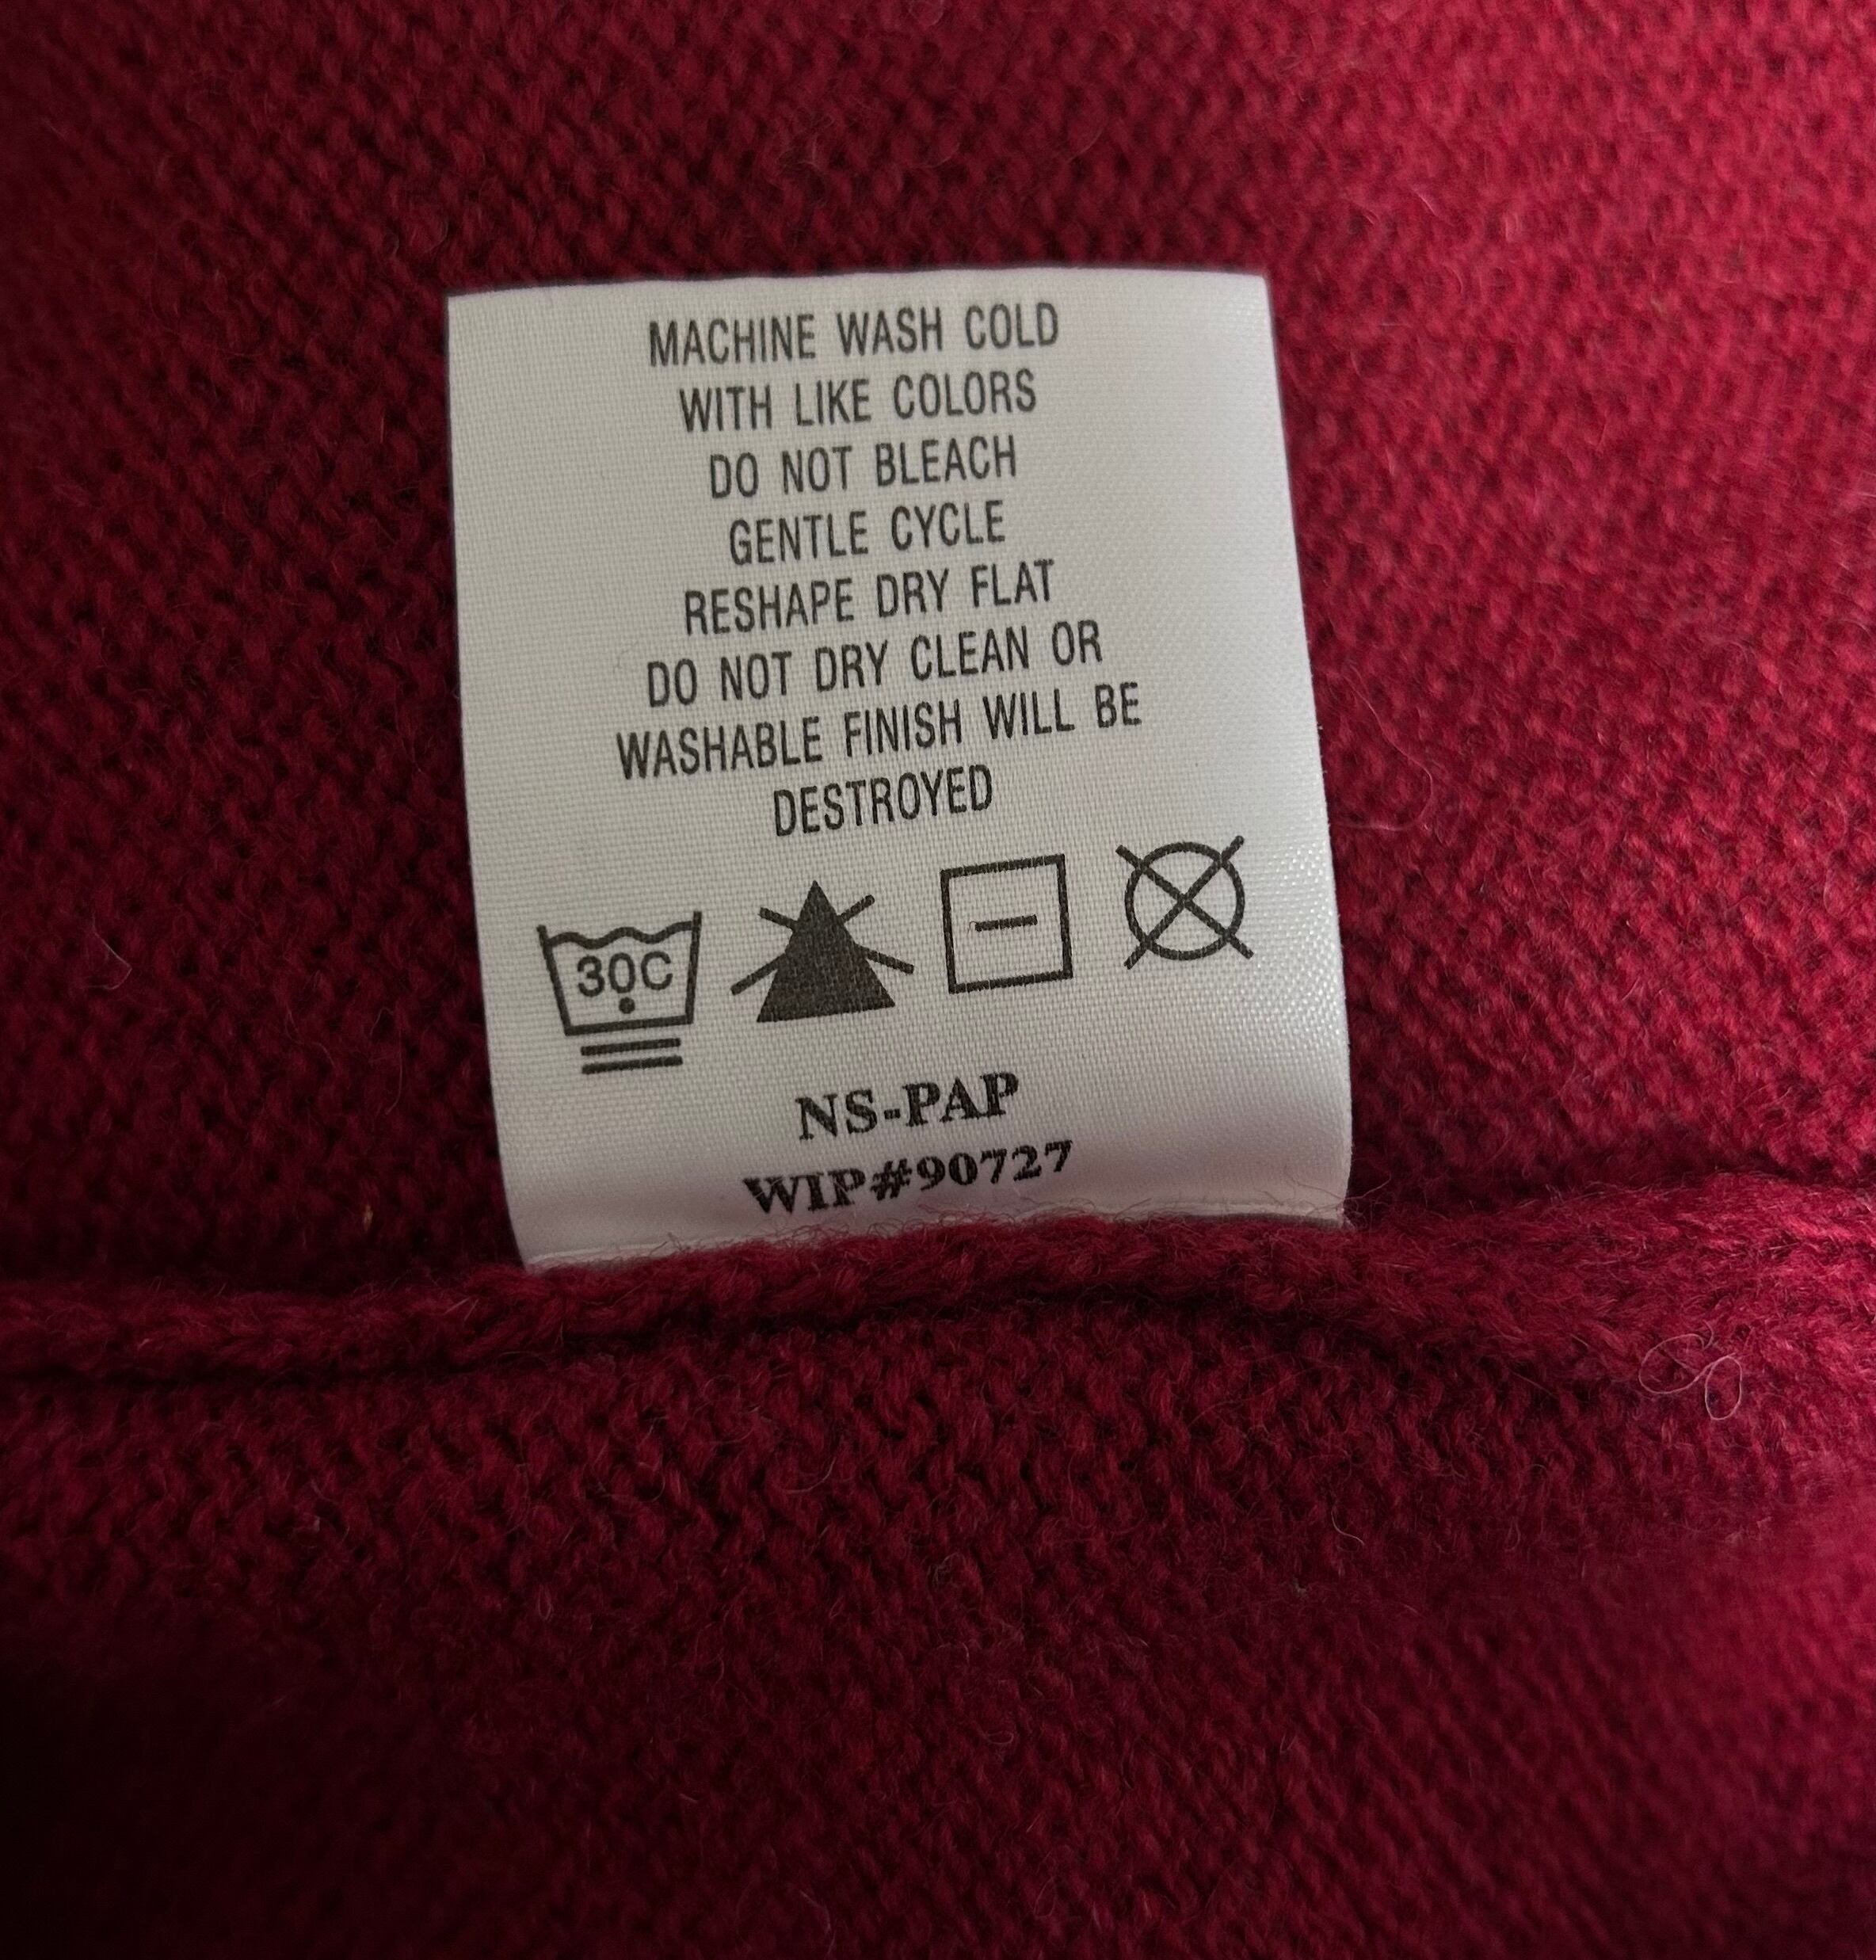 MACHINE WASH COLD
WITH LIKE COLORS
DO NOT BLEACH
GENTLE CYCLE
RESHAPE DRY FLAT
DO NOT DRY CLEAN OR
WASHABLE FINISH WILL BE
DESTROYED
30C
NS-PAP
WIP#90727